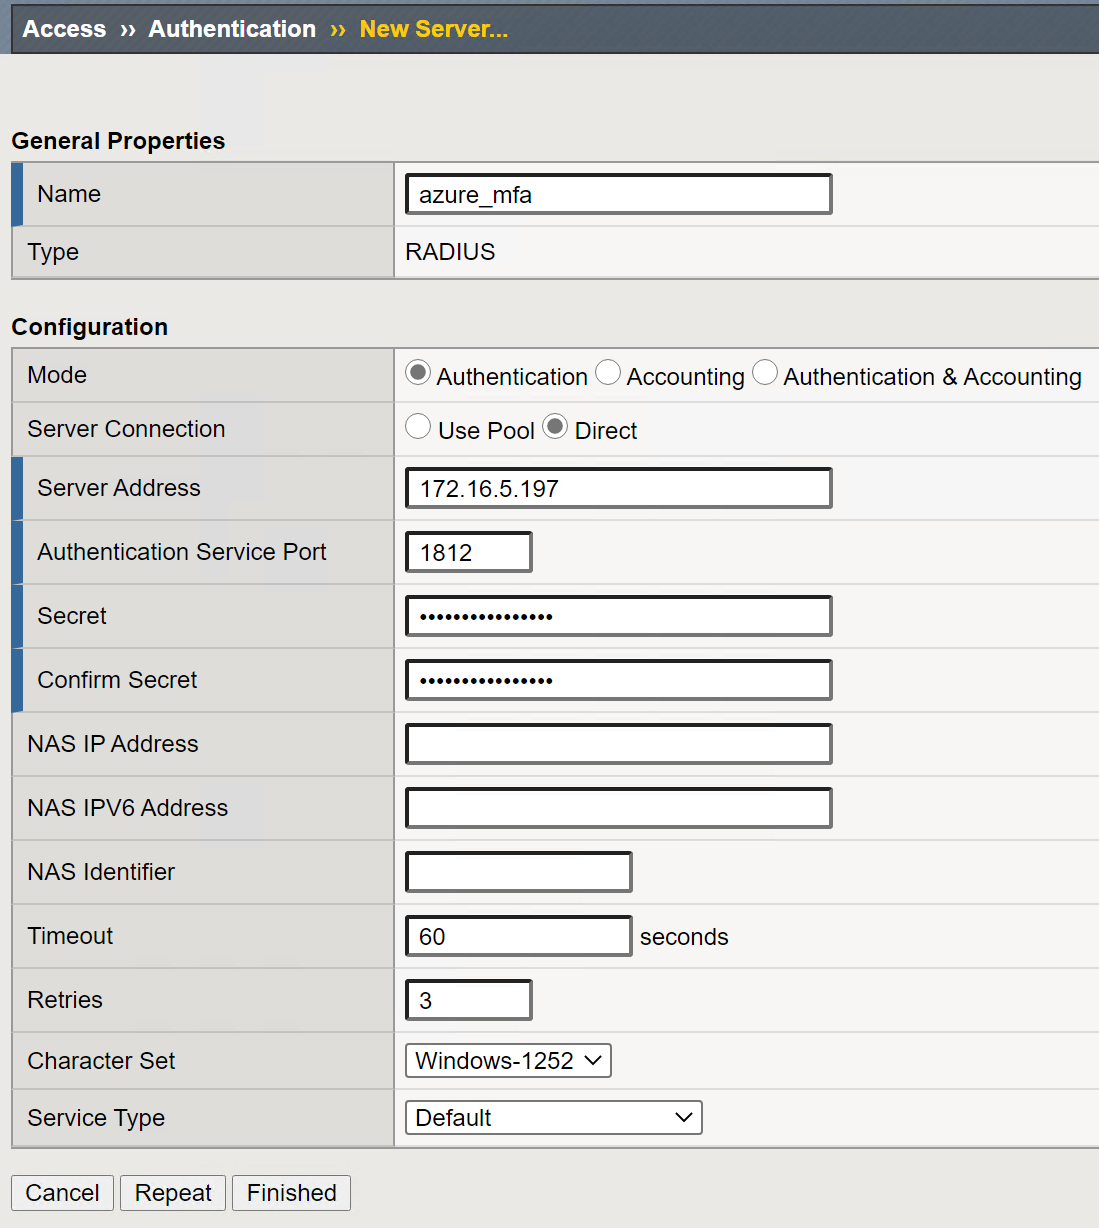 Access ›› Authentication ›› New Server...
General Properties
Name azure_mfa
Type RADIUS
Configuration
Mode Authentication Accounting Authentication & Accounting
Server Connection Use Pool Direct
Server Address 172.16.5.197
Authentication Service Port 1812
Secret ••••••••••••••••
Confirm Secret ••••••••••••••••
NAS IP Address
NAS IPV6 Address
NAS Identifier
Timeout 60 seconds
Retries 3
Character Set Windows-1252
Service Type Default
Cancel Repeat Finished